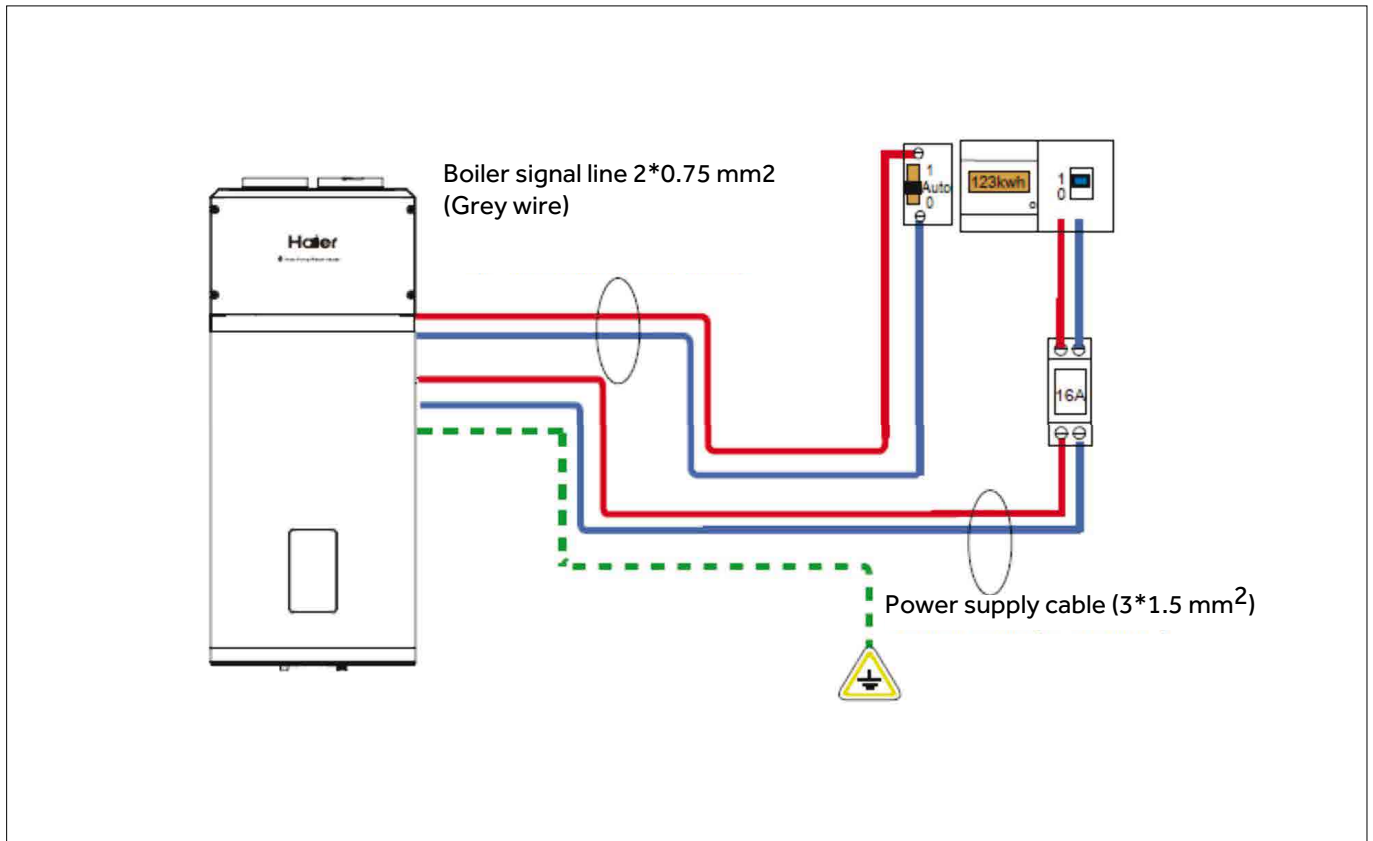 Boiler signal line 2*0.75 mm2
(Grey wire)
Haier
1
Auto
0
123kwh
1
0
16A
Power supply cable (3*1.5 mm²)